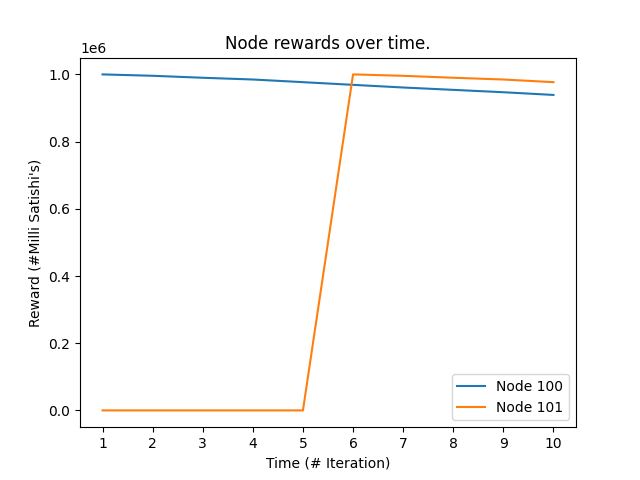 Node rewards over time.
1e6
1.0
0.8
0.6
0.4
0.2
0.0
Reward (#Milli Satishi's)
1 2 3 4 5 6 7 8 9 10
Time (# Iteration)
Node 100
Node 101